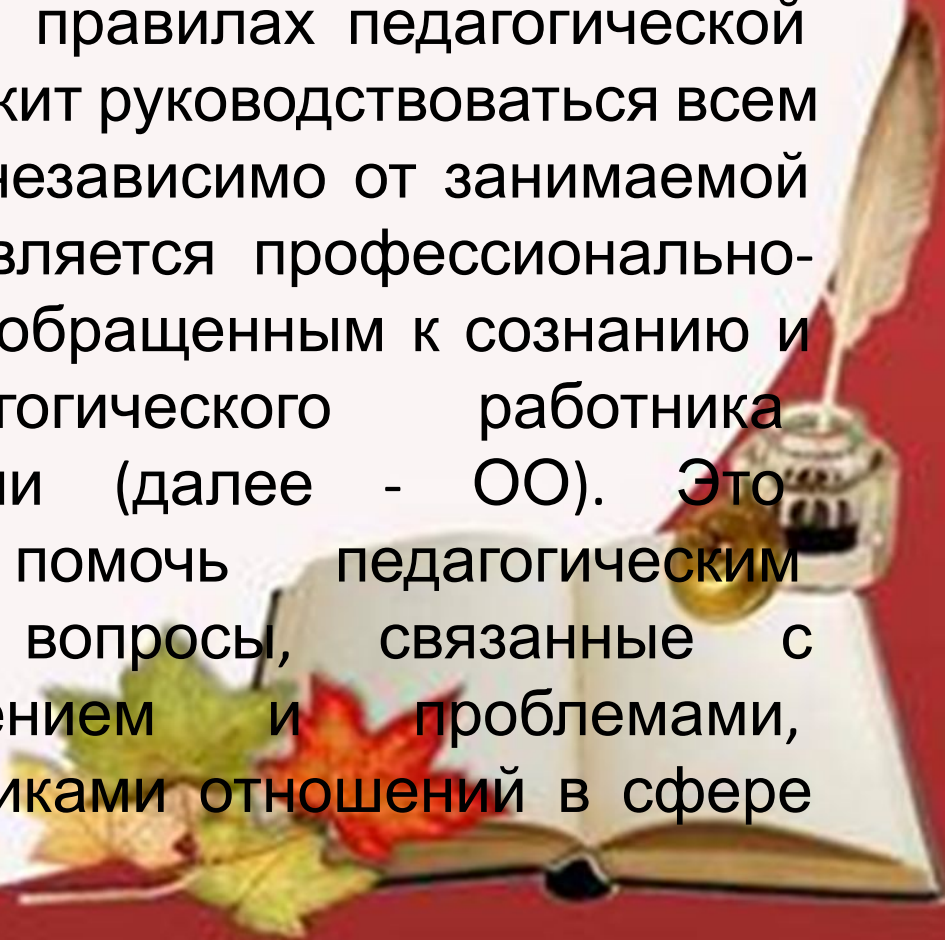 правилах педагогической
жит руководствоваться всем
независимо от занимаемой
вляется профессионально-
обращенным к сознанию и
гогического работника
ии (далее - ОО). Это
помочь педагогическим
вопросы, связанные с
ением и проблемами,
иками отношений в сфере